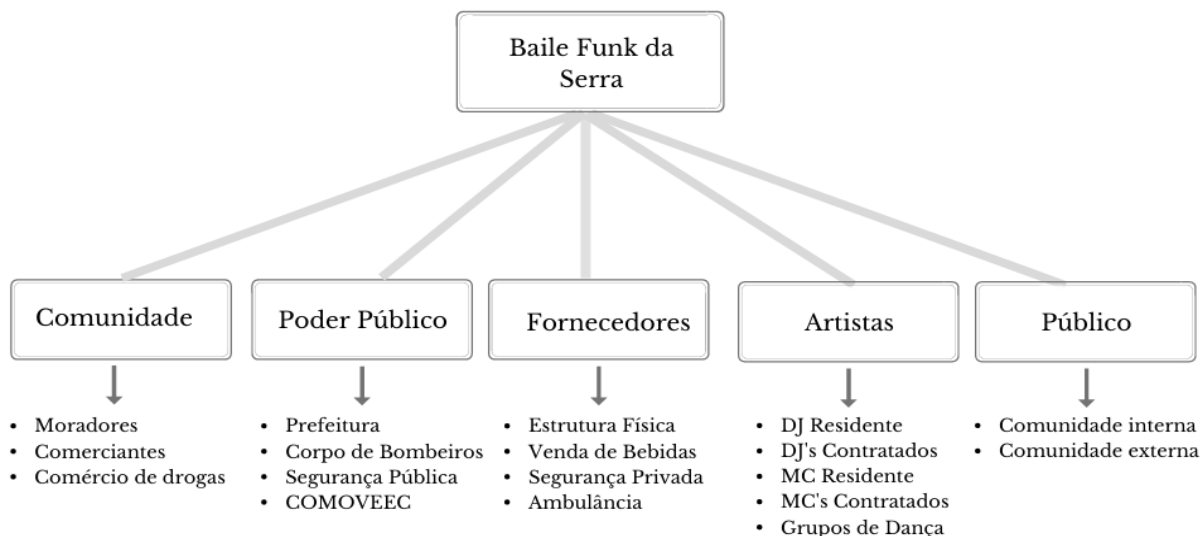 Baile Funk da
Serra
Comunidade
Poder Público
Fornecedores
Artistas
Público
• Moradores
• Comerciantes
• Comércio de drogas
• Prefeitura
• Corpo de Bombeiros
• Segurança Pública
• COMOVEEC
• Estrutura Física
• Venda de Bebidas
• Segurança Privada
• Ambulância
• DJ Residente
• DJ's Contratados
• MC Residente
• MC's Contratados
• Grupos de Dança
• Comunidade interna
• Comunidade externa